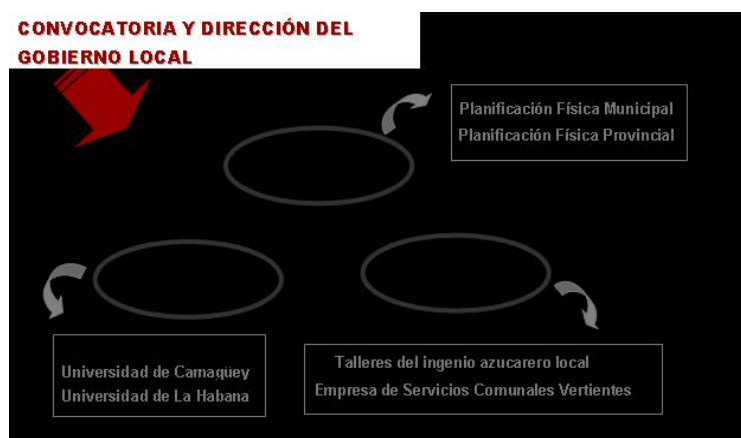 CONVOCATORIA Y DIRECCIÓN DEL
GOBIERNO LOCAL
Planificación Física Municipal
Planificación Física Provincial
Universidad de Camagüey
Universidad de La Habana
Talleres del ingenio azucarero local
Empresa de Servicios Comunales Vertientes